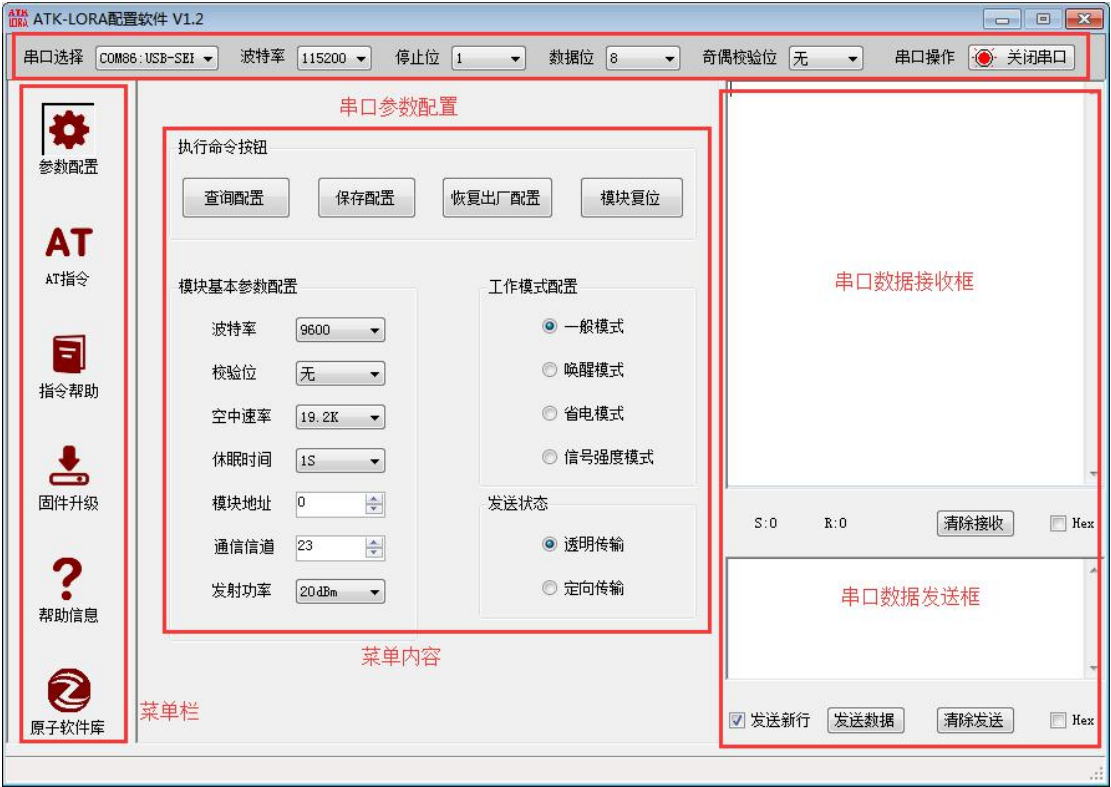 ATK LORA ATK-LORA配置软件 V1.2
串口选择 COM86:USB-SEI 波特率 115200 停止位 1 数据位 8 奇偶校验位 无 串口操作 关闭串口
串口参数配置
参数配置
AT
AT指令
指令帮助
固件升级
?
帮助信息
原子软件库
菜单栏
执行命令按钮
查询配置 保存配置 恢复出厂配置 模块复位
模块基本参数配置
波特率 9600
校验位 无
空中速率 19.2K
休眠时间 1S
模块地址 0
通信信道 23
发射功率 20dBm
工作模式配置
一般模式
唤醒模式
省电模式
信号强度模式
发送状态
透明传输
定向传输
菜单内容
串口数据接收框
S:0 R:0 清除接收 Hex
串口数据发送框
发送新行 发送数据 清除发送 Hex